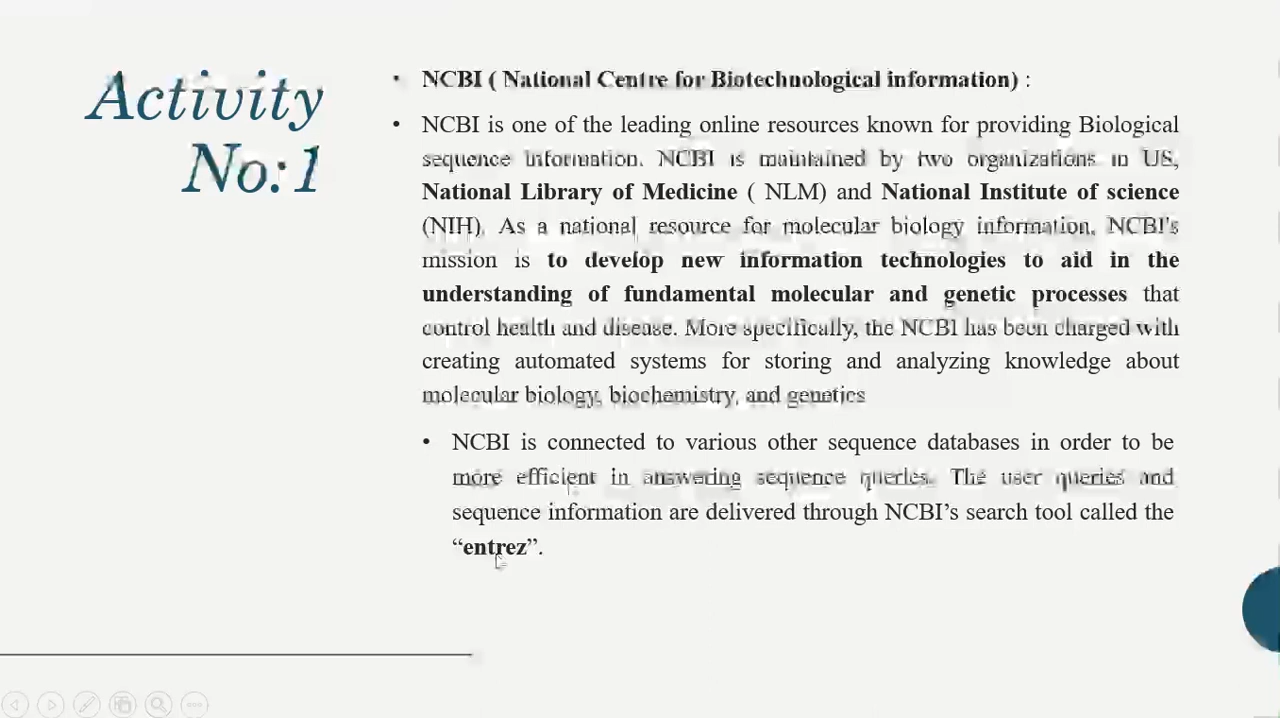 Activity
No:1
• NCBI ( National Centre for Biotechnological information) :
• NCBI is one of the leading online resources known for providing Biological
sequence information. NCBI is maintained by two organizations in US,
National Library of Medicine ( NLM) and National Institute of science
(NIH). As a national resource for molecular biology information, NCBI's
mission is to develop new information technologies to aid in the
understanding of fundamental molecular and genetic processes that
control health and disease. More specifically, the NCBI has been charged with
creating automated systems for storing and analyzing knowledge about
molecular biology, biochemistry, and genetics
• NCBI is connected to various other sequence databases in order to be
more efficient in answering sequence queries. The user queries and
sequence information are delivered through NCBI’s search tool called the
“entrez”.